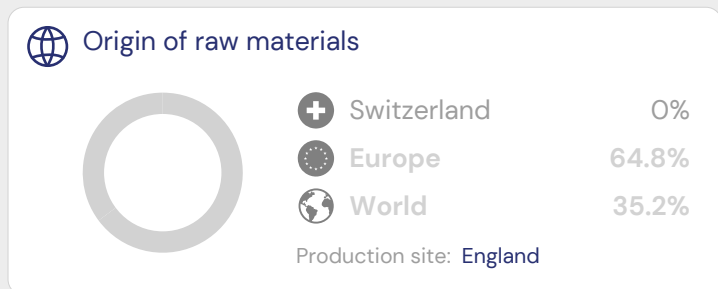 Origin of raw materials
Switzerland 0%
Europe 64.8%
World 35.2%
Production site: England